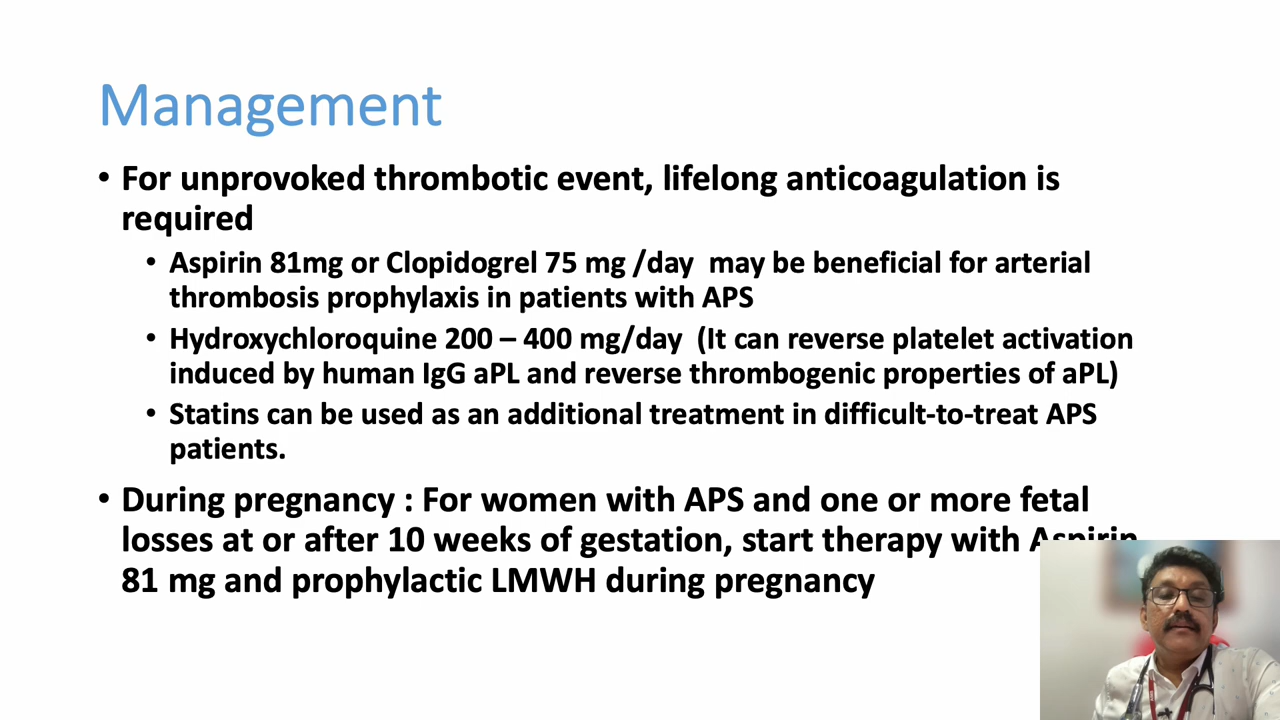 Management
• For unprovoked thrombotic event, lifelong anticoagulation is
required
• Aspirin 81mg or Clopidogrel 75 mg /day may be beneficial for arterial
thrombosis prophylaxis in patients with APS
• Hydroxychloroquine 200 – 400 mg/day (It can reverse platelet activation
induced by human IgG aPL and reverse thrombogenic properties of aPL)
• Statins can be used as an additional treatment in difficult-to-treat APS
patients.
• During pregnancy : For women with APS and one or more fetal
losses at or after 10 weeks of gestation, start therapy with Aspirin
81 mg and prophylactic LMWH during pregnancy